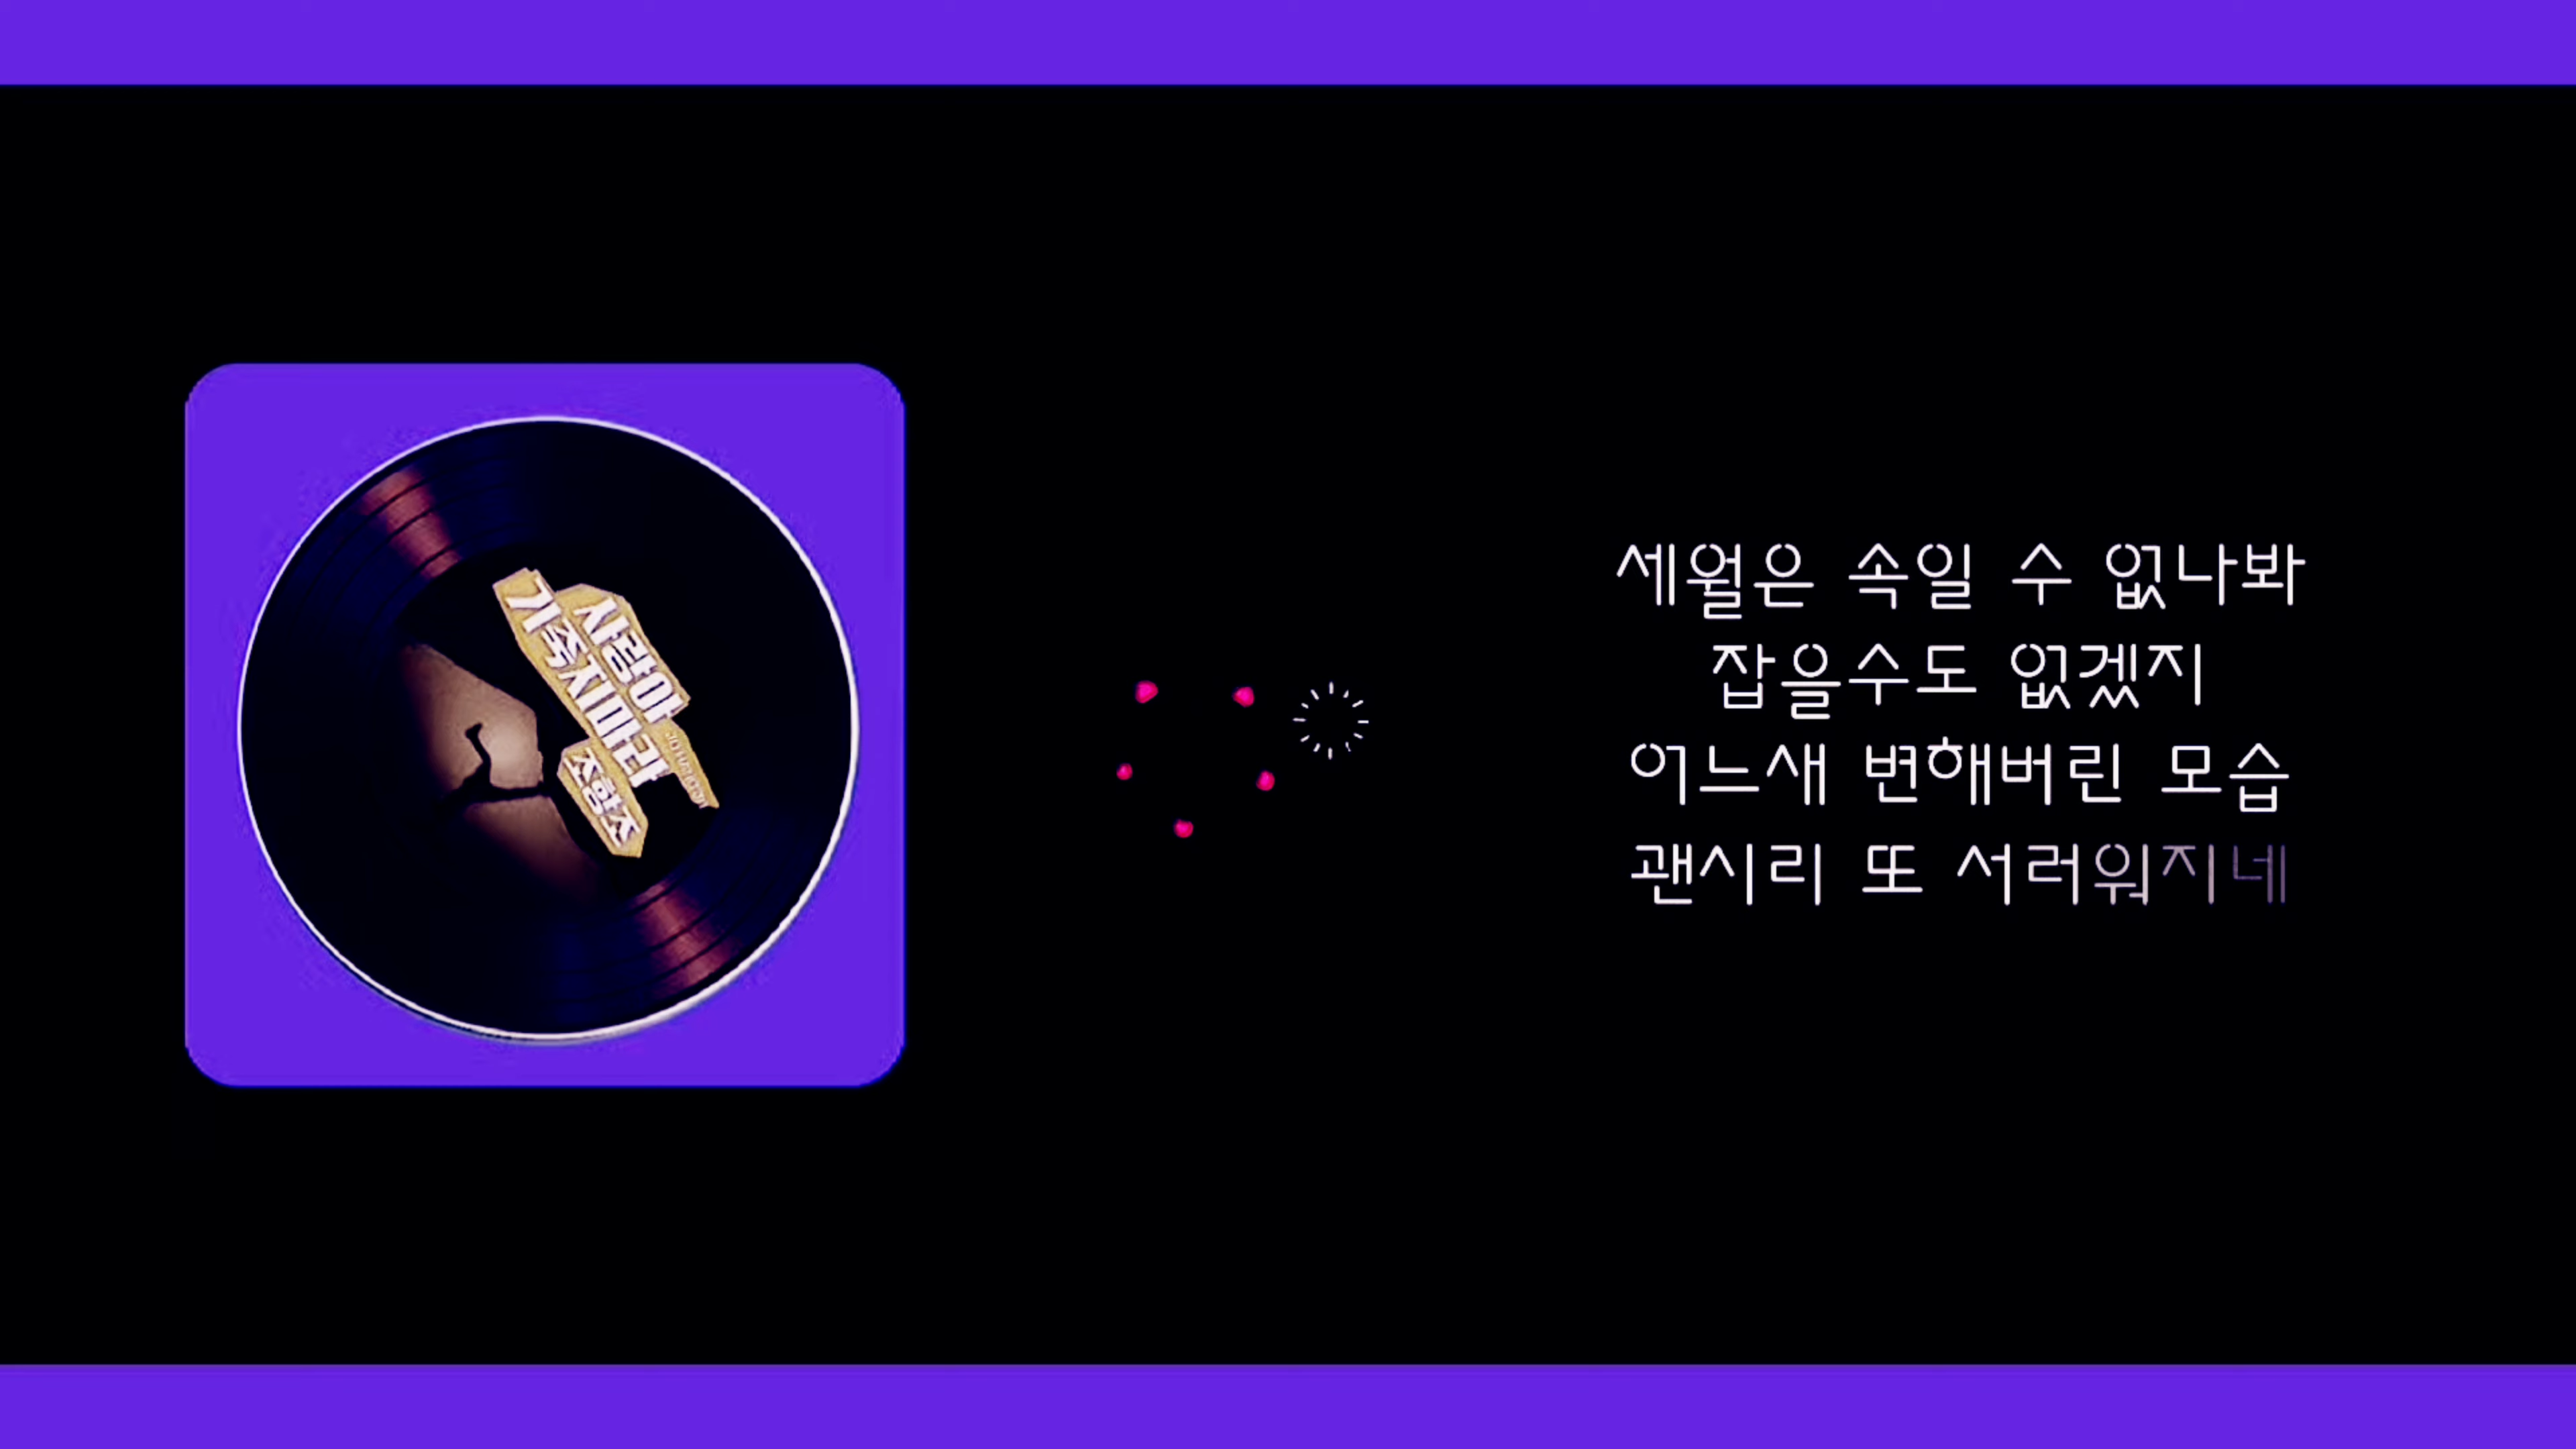 사랑아
가죽지마라
조항조
세월은 속일 수 없나봐
잡을수도 없겠지
어느새 변해버린 모습
괜시리 또 서러워지네